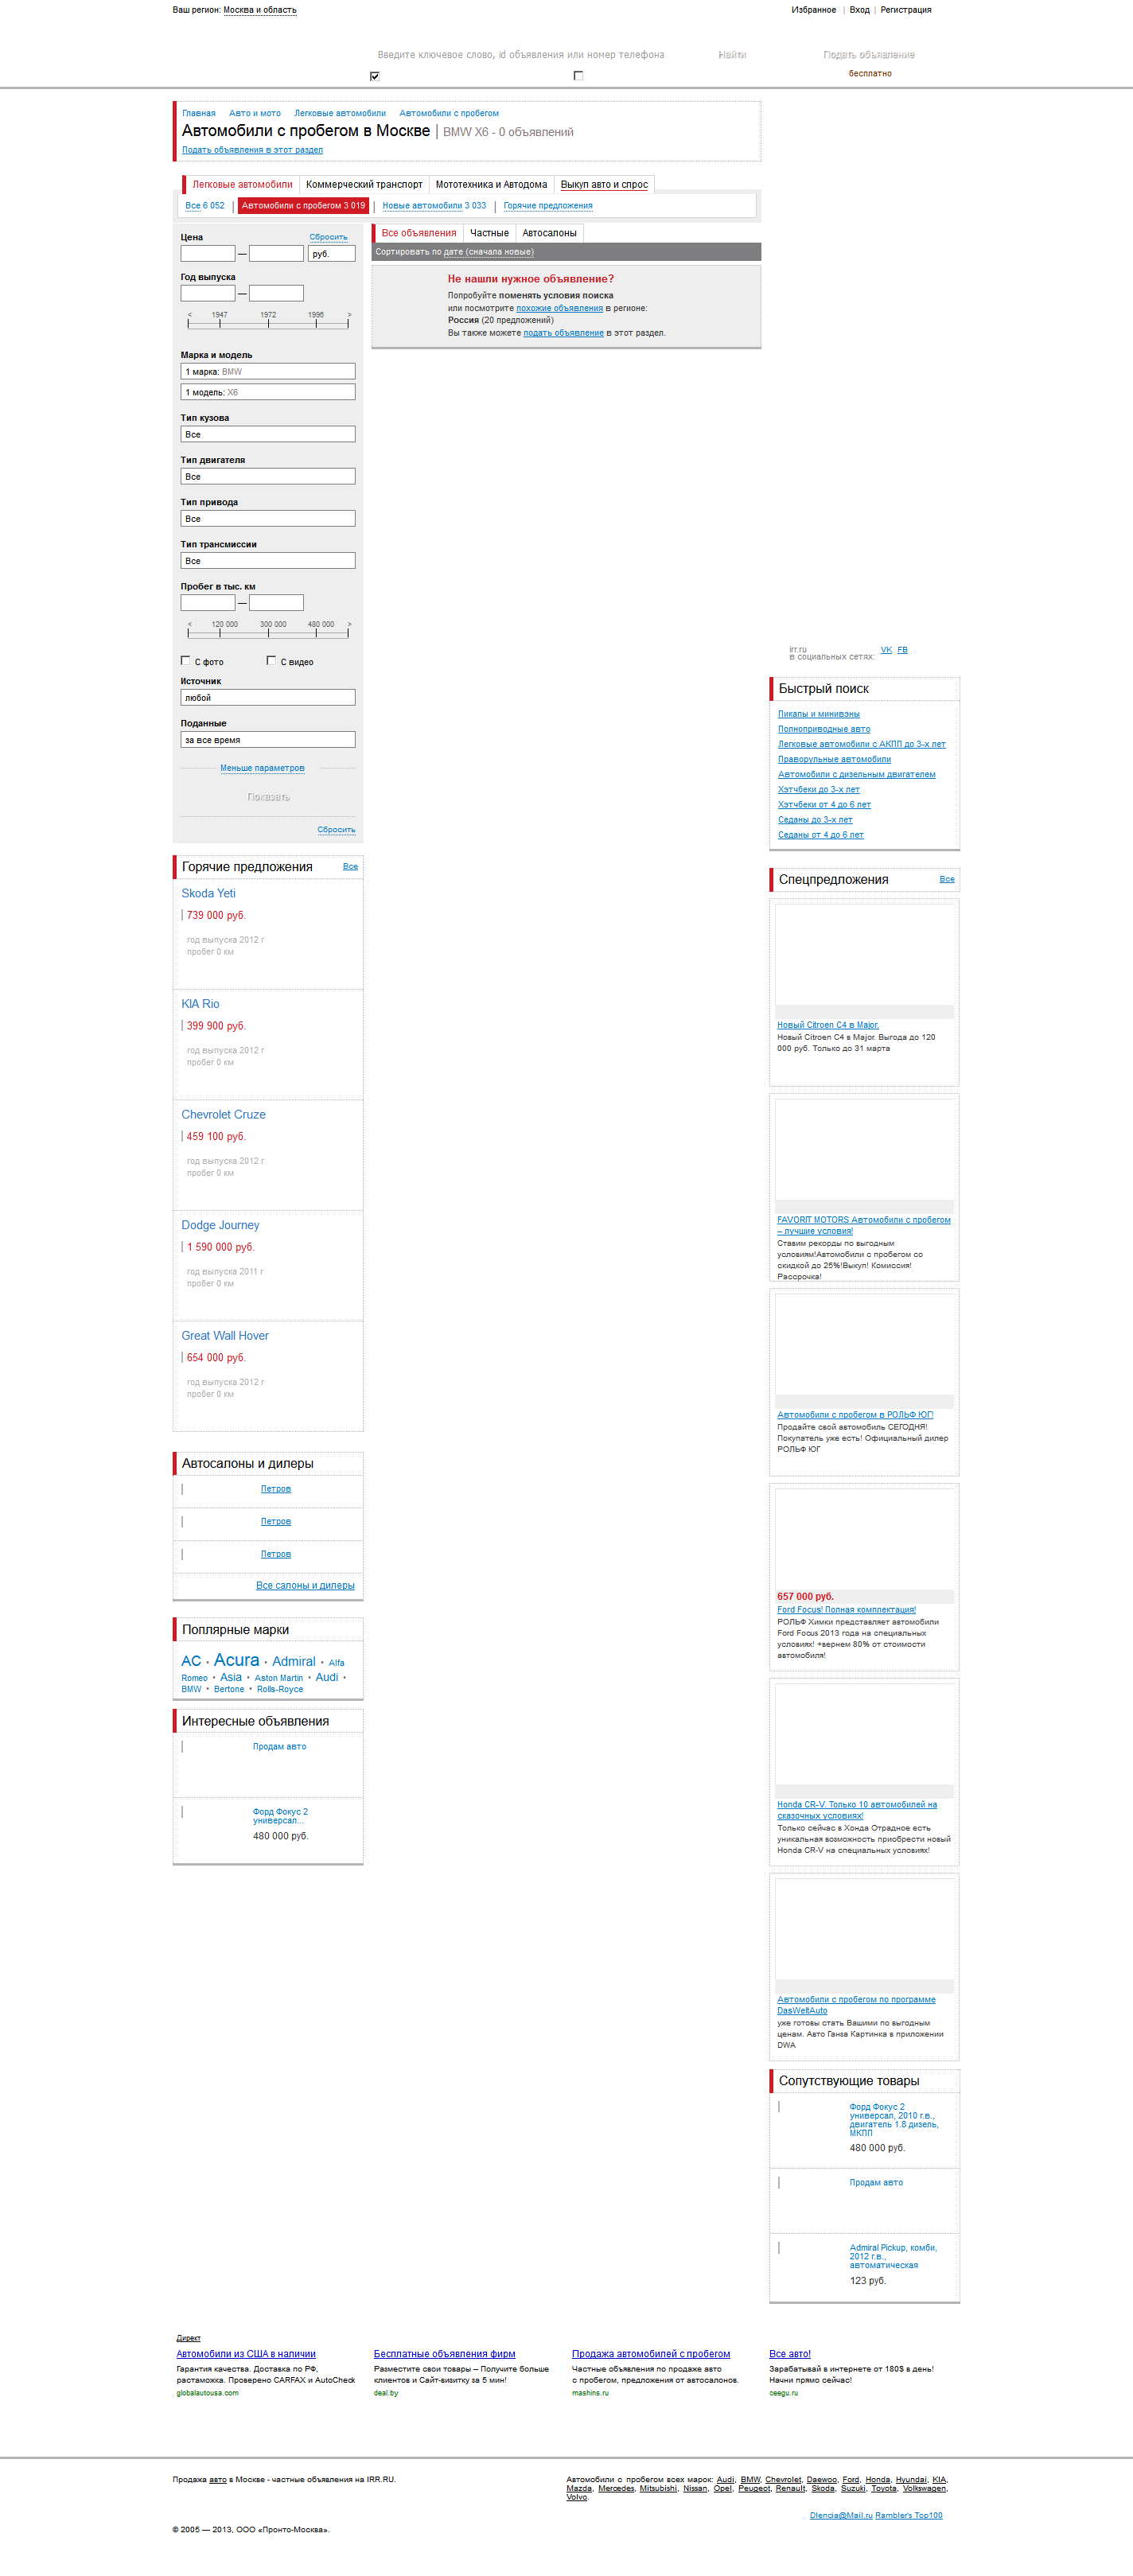 Ваш регион: Москва и область
Избранное | Вход | Регистрация
Введите ключевое слово, id объявления или номер телефона
Найти
Подать объявление
бесплатно
Главная Авто и мото Легковые автомобили Автомобили с пробегом
Автомобили с пробегом в Москве | BMW X6 - 0 объявлений
Подать объявления в этот раздел
Легковые автомобили Коммерческий транспорт Мототехника и Автодома Выкуп авто и спрос
Все 6 052 | Автомобили с пробегом 3 019 | Новые автомобили 3 033 | Горячие предложения
Цена Сбросить
— руб.
Год выпуска
—
< 1947 1972 1996 >
Марка и модель
1 марка: BMW
1 модель: X6
Тип кузова
Все
Тип двигателя
Все
Тип привода
Все
Тип трансмиссии
Все
Пробег в тыс. км
—
< 120 000 300 000 480 000 >
С фото С видео
Источник
любой
Поданные
за все время
Меньше параметров
Показать
Сбросить
Все объявления Частные Автосалоны
Сортировать по дате (сначала новые)
Не нашли нужное объявление?
Попробуйте поменять условия поиска
или посмотрите похожие объявления в регионе:
Россия (20 предложений)
Вы также можете подать объявление в этот раздел.
Горячие предложения Все
Skoda Yeti
739 000 руб.
год выпуска 2012 г
пробег 0 км
KIA Rio
399 900 руб.
год выпуска 2012 г
пробег 0 км
Chevrolet Cruze
459 100 руб.
год выпуска 2012 г
пробег 0 км
Dodge Journey
1 590 000 руб.
год выпуска 2011 г
пробег 0 км
Great Wall Hover
654 000 руб.
год выпуска 2012 г
пробег 0 км
Автосалоны и дилеры
Петров
Петров
Петров
Все салоны и дилеры
Поплярные марки
AC • Acura • Admiral • Alfa
Romeo • Asia • Aston Martin • Audi •
BMW • Bertone • Rolls-Royce
Интересные объявления
Продам авто
Форд Фокус 2
универсал...
480 000 руб.
irr.ru
в социальных сетях: VK FB
Быстрый поиск
Пикапы и минивэны
Полноприводные авто
Легковые автомобили с АКПП до 3-х лет
Праворульные автомобили
Автомобили с дизельным двигателем
Хэтчбеки до 3-х лет
Хэтчбеки от 4 до 6 лет
Седаны до 3-х лет
Седаны от 4 до 6 лет
Спецпредложения Все
Новый Citroen C4 в Major.
Новый Citroen C4 в Major. Выгода до 120
000 руб. Только до 31 марта
FAVORIT MOTORS Автомобили с пробегом
– лучшие условия!
Ставим рекорды по выгодным
условиям!Автомобили с пробегом со
скидкой до 25%!Выкуп! Комиссия!
Рассрочка!
Автомобили с пробегом в РОЛЬФ ЮГ!
Продайте свой автомобиль СЕГОДНЯ!
Покупатель уже есть! Официальный дилер
РОЛЬФ ЮГ
657 000 руб.
Ford Focus! Полная комплектация!
РОЛЬФ Химки представляет автомобили
Ford Focus 2013 года на специальных
условиях! +вернем 80% от стоимости
автомобиля!
Honda CR-V. Только 10 автомобилей на
сказочных условиях!
Только сейчас в Хонда Отрадное есть
уникальная возможность приобрести новый
Honda CR-V на специальных условиях!
Автомобили с пробегом по программе
DasWeltAuto
уже готовы стать Вашими по выгодным
ценам. Авто Ганза Картинка в приложении
DWA
Сопутствующие товары
Форд Фокус 2
универсал, 2010 г.в.,
двигатель 1.8 дизель,
МКПП
480 000 руб.
Продам авто
Admiral Pickup, комби,
2012 г.в.,
автоматическая
123 руб.
Директ
Автомобили из США в наличии
Гарантия качества. Доставка по РФ,
растаможка. Проверено CARFAX и AutoCheck
globalautousa.com
Бесплатные объявления фирм
Разместите свои товары – Получите больше
клиентов и Сайт-визитку за 5 мин!
deal.by
Продажа автомобилей с пробегом
Частные объявления по продаже авто
с пробегом, предложения от автосалонов.
mashins.ru
Все авто!
Зарабатывай в интернете от 180$ в день!
Начни прямо сейчас!
ceegu.ru
Продажа авто в Москве - частные объявления на IRR.RU.
Автомобили с пробегом всех марок: Audi, BMW, Chevrolet, Daewoo, Ford, Honda, Hyundai, KIA,
Mazda, Mercedes, Mitsubishi, Nissan, Opel, Peugeot, Renault, Skoda, Suzuki, Toyota, Volkswagen,
Volvo.
Dlencia@Mail.ru Rambler's Top100
© 2005 — 2013, ООО «Пронто-Москва».